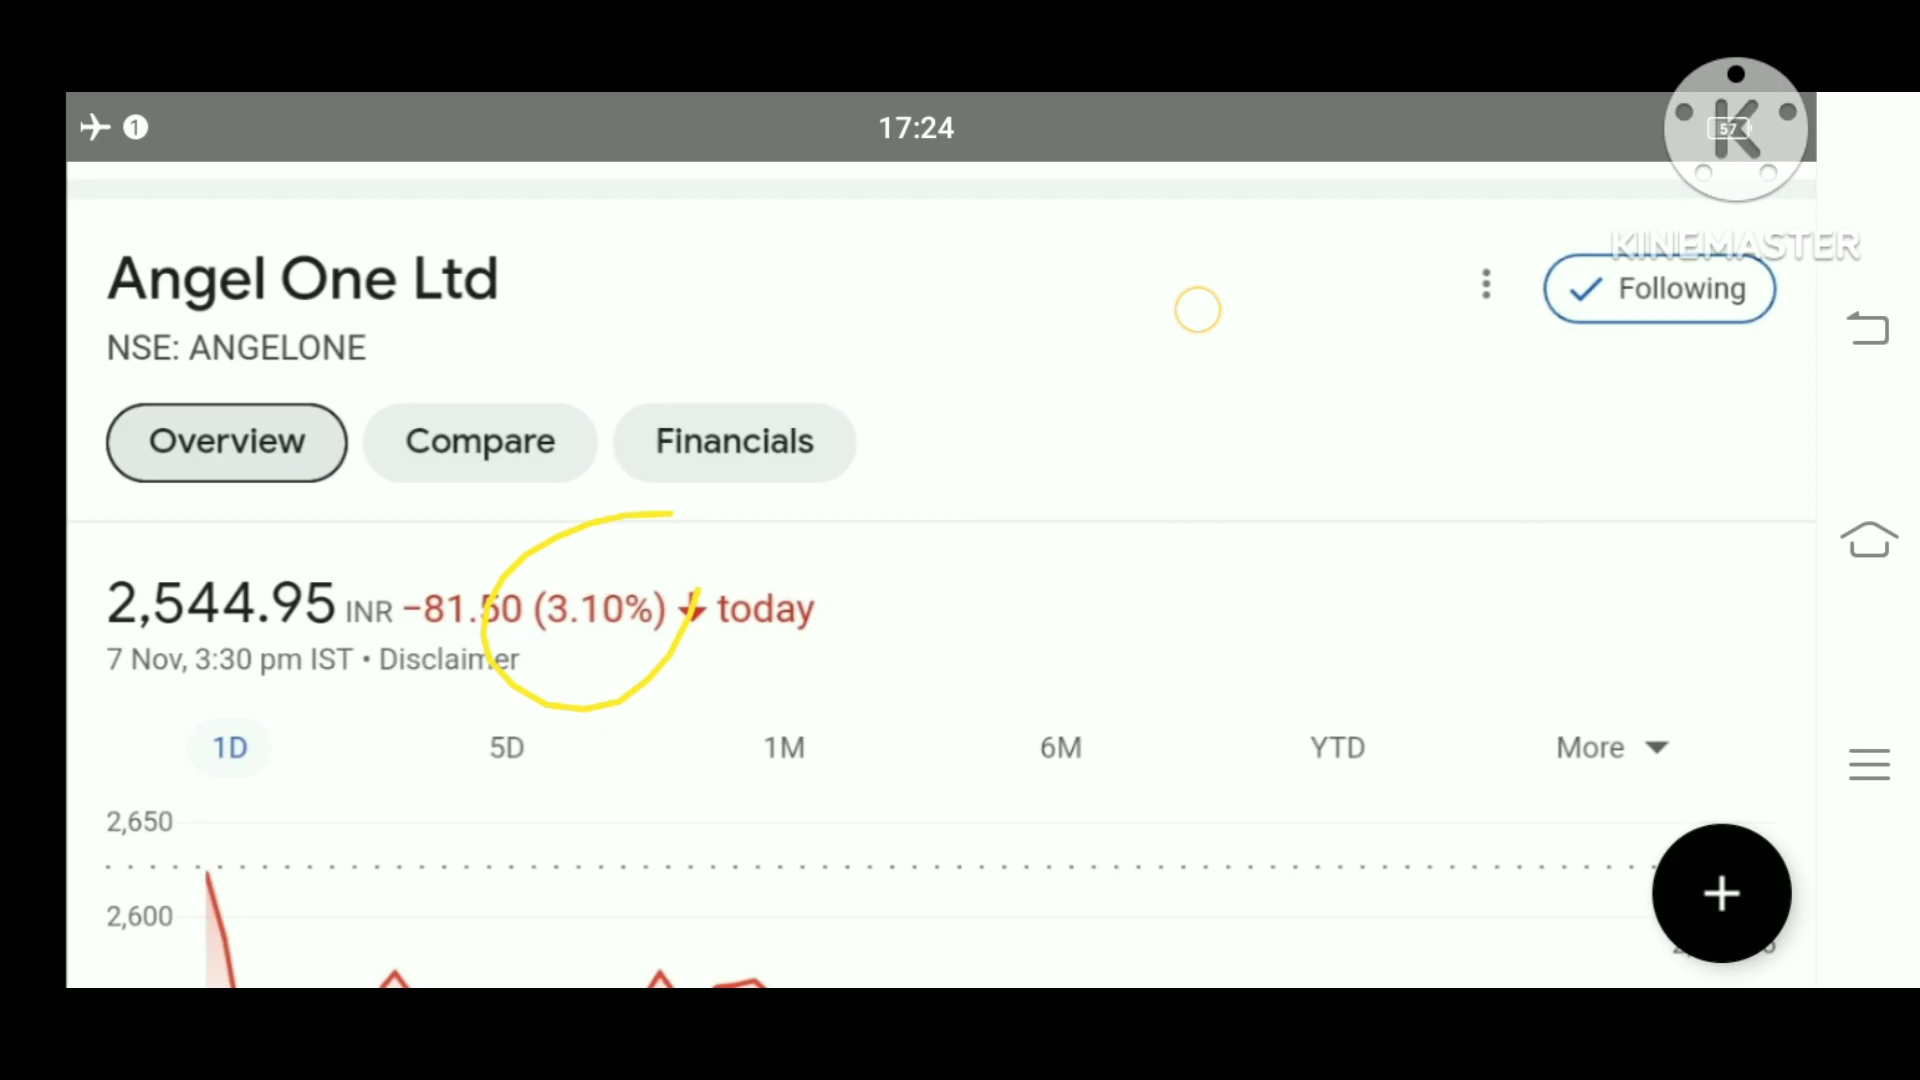 1 17:24 57
K
KINEMASTER
Angel One Ltd
Following
NSE: ANGELONE
Overview Compare Financials
2,544.95 INR −81.50 (3.10%) ↓ today
7 Nov, 3:30 pm IST • Disclaimer
1D 5D 1M 6M YTD More
2,650
2,600
+